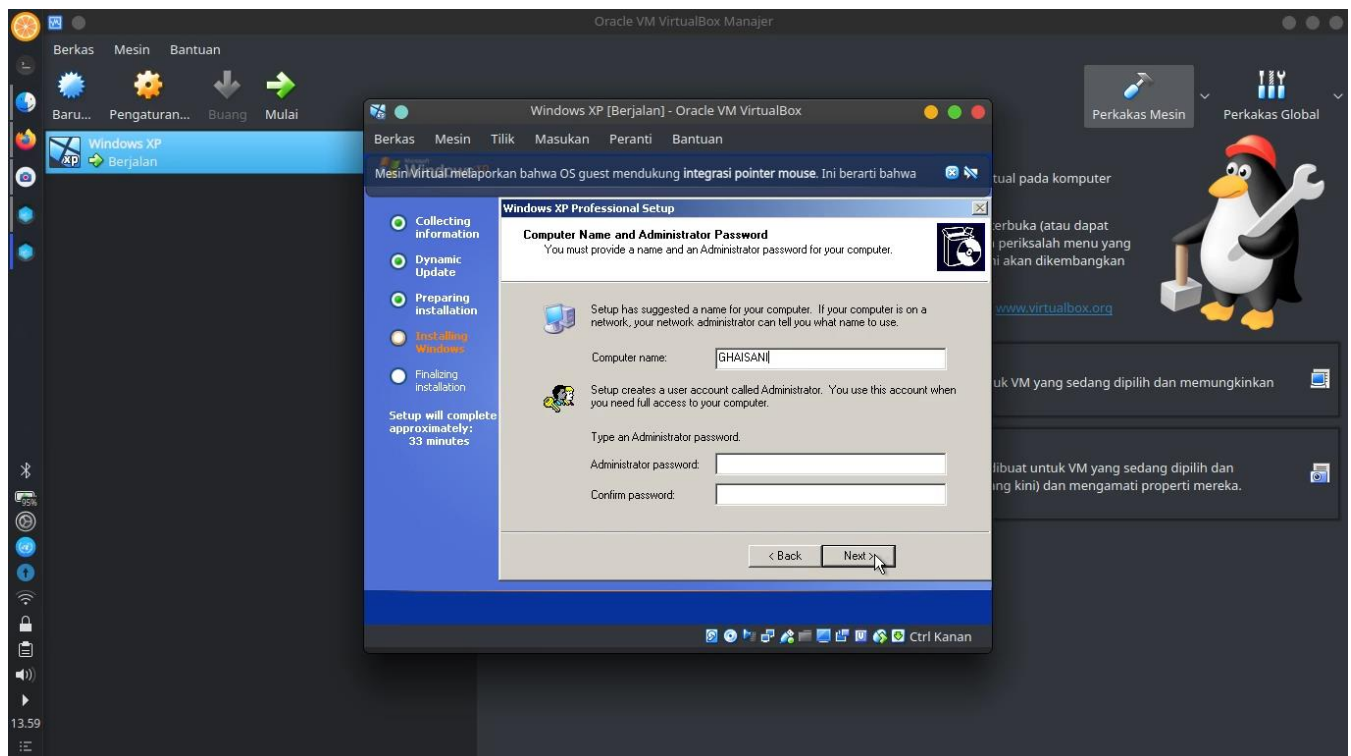 Oracle VM VirtualBox Manajer
Berkas Mesin Bantuan
Baru... Pengaturan... Buang Mulai
Perkakas Mesin Perkakas Global
Windows XP
Berjalan
Windows XP [Berjalan] - Oracle VM VirtualBox
Berkas Mesin Tilik Masukan Peranti Bantuan
Mesin Virtual melaporkan bahwa OS guest mendukung integrasi pointer mouse. Ini berarti bahwa
Collecting
information
Dynamic
Update
Preparing
installation
Installing
Windows
Finalizing
installation
Setup will complete
approximately:
33 minutes
Windows XP Professional Setup
Computer Name and Administrator Password
You must provide a name and an Administrator password for your computer.
Setup has suggested a name for your computer. If your computer is on a
network, your network administrator can tell you what name to use.
Computer name: GHAISANI
Setup creates a user account called Administrator. You use this account when
you need full access to your computer.
Type an Administrator password.
Administrator password:
Confirm password:
< Back Next >
Ctrl Kanan
tual pada komputer
erbuka (atau dapat
periksalah menu yang
ni akan dikembangkan
www.virtualbox.org
uk VM yang sedang dipilih dan memungkinkan
dibuat untuk VM yang sedang dipilih dan
ng kini) dan mengamati properti mereka.
95%
13.59